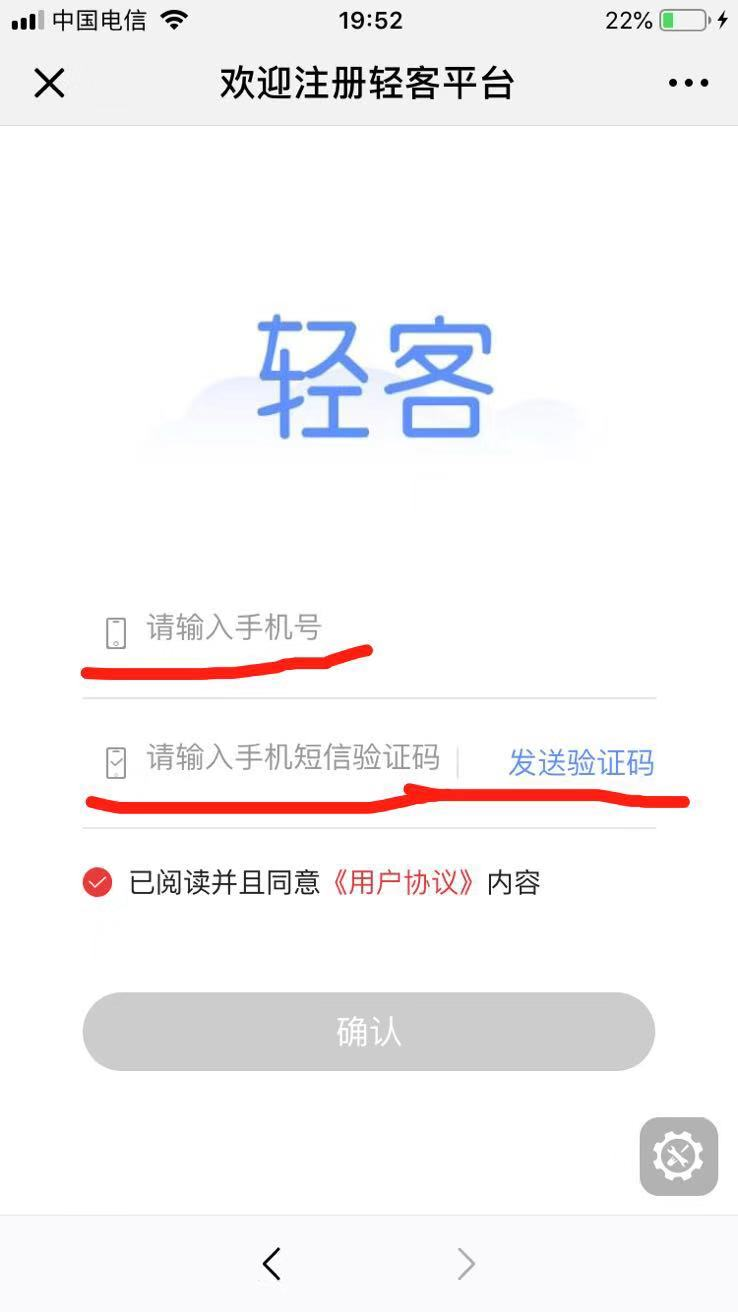 中国电信 19:52 22%
欢迎注册轻客平台
轻客
请输入手机号
请输入手机短信验证码 发送验证码
已阅读并且同意《用户协议》内容
确认